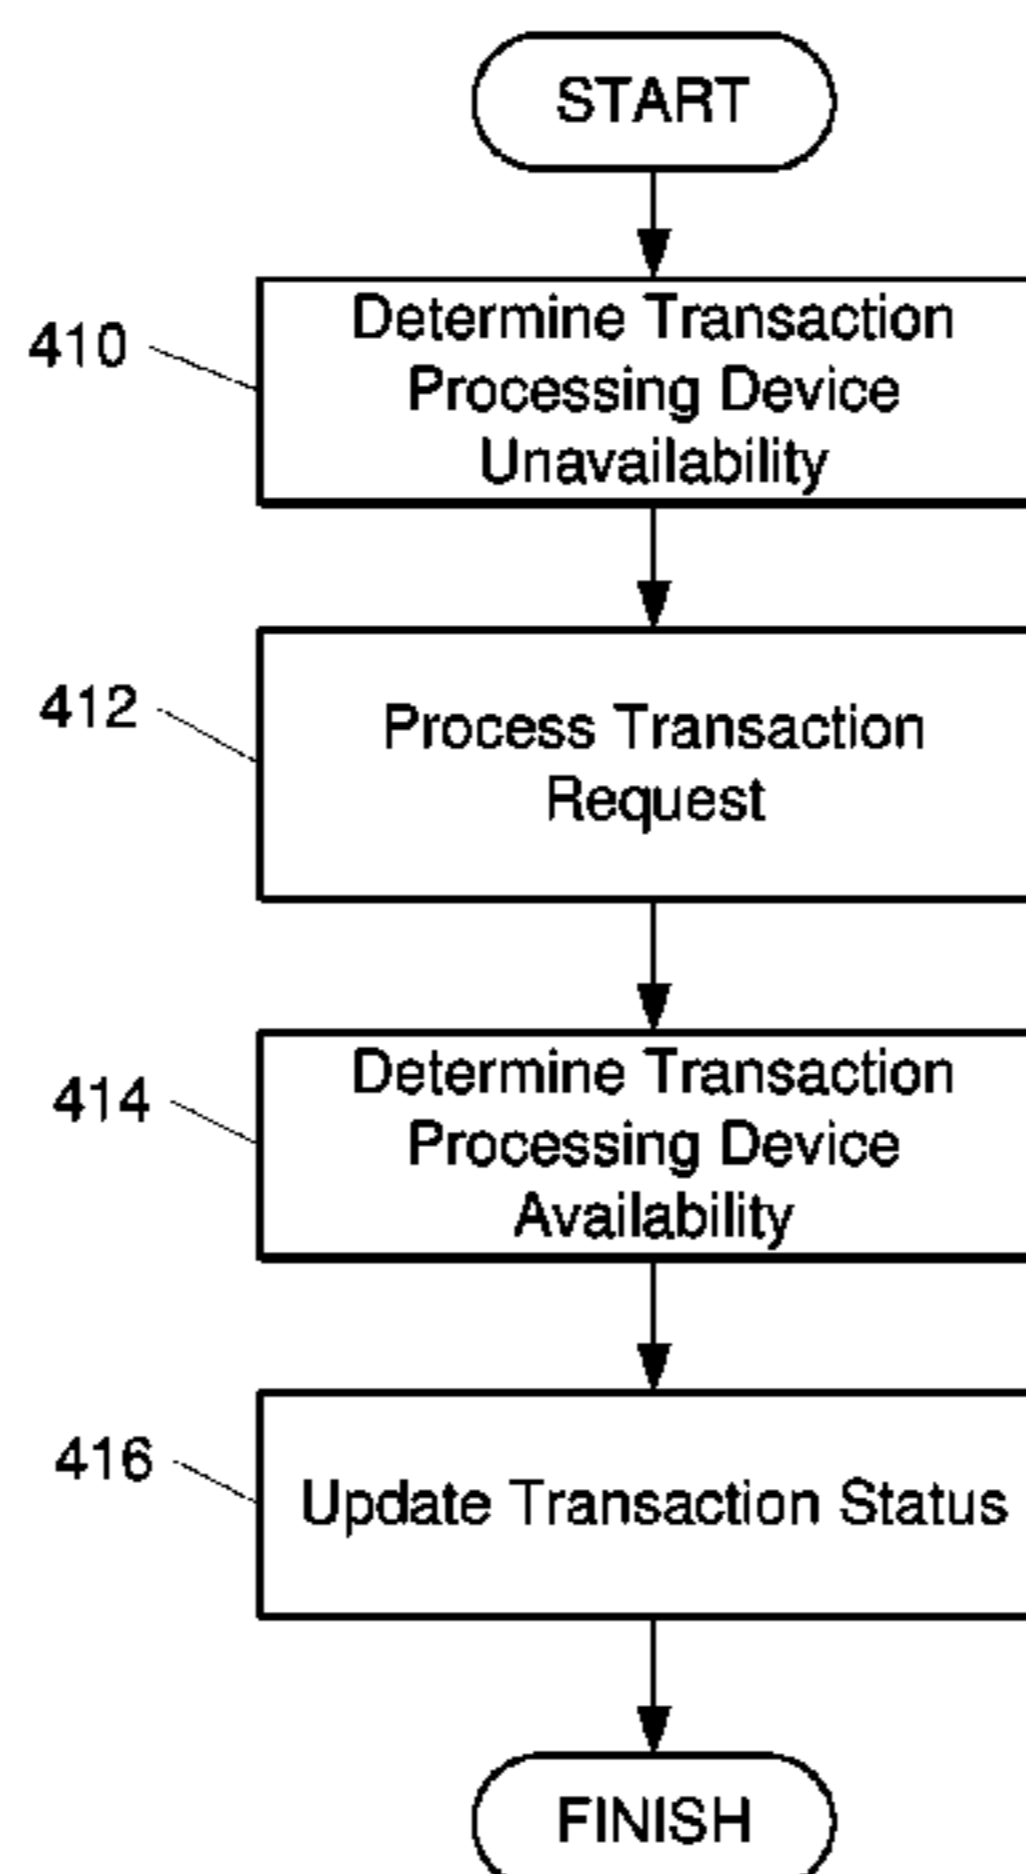 START
410
Determine Transaction
Processing Device
Unavailability
412
Process Transaction
Request
414
Determine Transaction
Processing Device
Availability
416
Update Transaction Status
FINISH